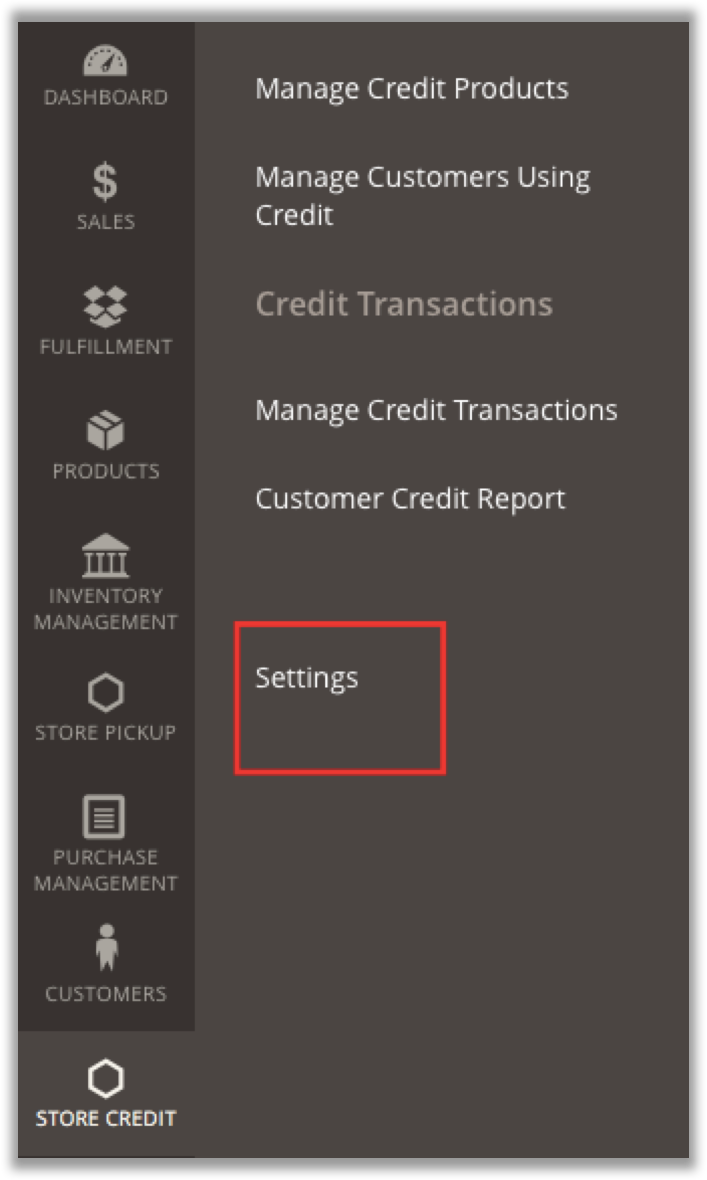 DASHBOARD
SALES
FULFILLMENT
PRODUCTS
INVENTORY
MANAGEMENT
STORE PICKUP
PURCHASE
MANAGEMENT
CUSTOMERS
STORE CREDIT
Manage Credit Products
Manage Customers Using
Credit
Credit Transactions
Manage Credit Transactions
Customer Credit Report
Settings